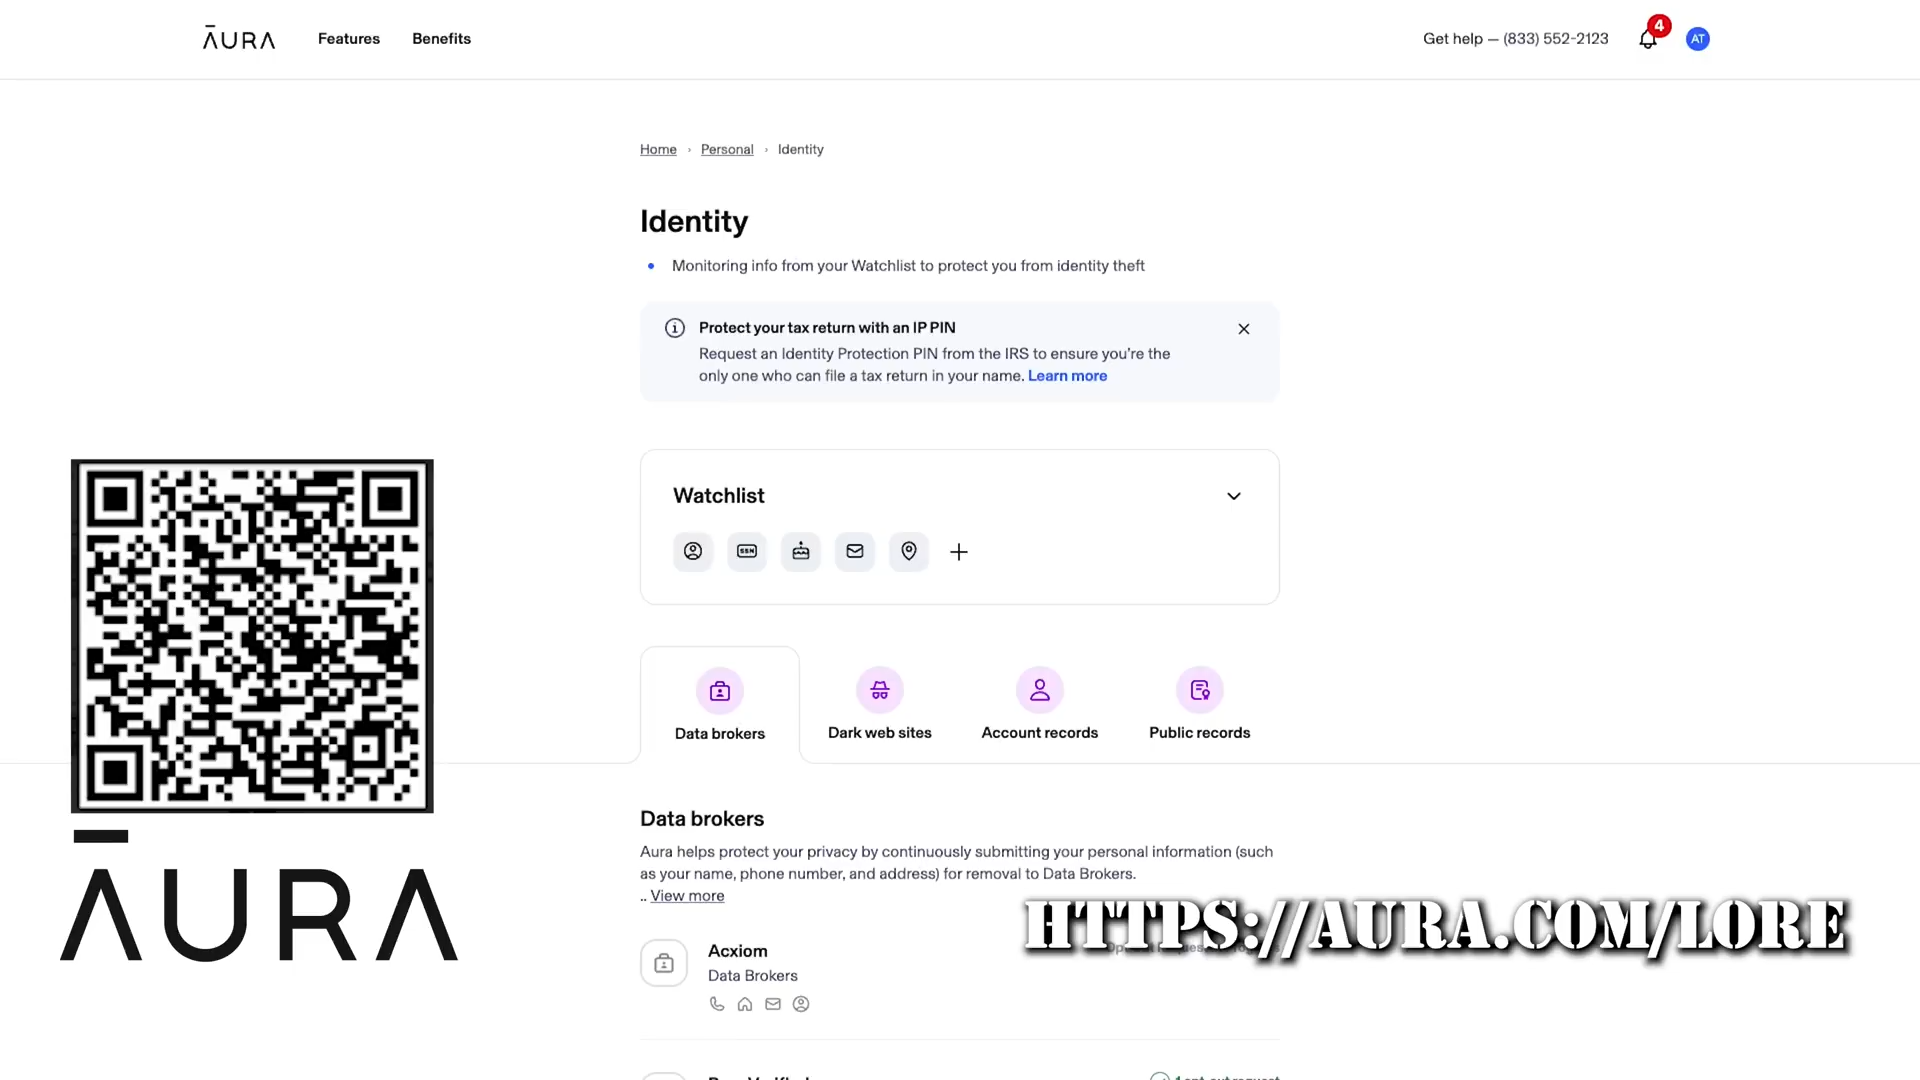 ĀURA
Features
Benefits
Get help — (833) 552-2123
4
AT
Home › Personal › Identity
Identity
• Monitoring info from your Watchlist to protect you from identity theft
Protect your tax return with an IP PIN
Request an Identity Protection PIN from the IRS to ensure you're the
only one who can file a tax return in your name. Learn more
Watchlist
SSN
Data brokers
Dark web sites
Account records
Public records
Data brokers
Aura helps protect your privacy by continuously submitting your personal information (such
as your name, phone number, and address) for removal to Data Brokers.
.. View more
Acxiom
Data Brokers
ĀURA
HTTPS://AURA.COM/LORE